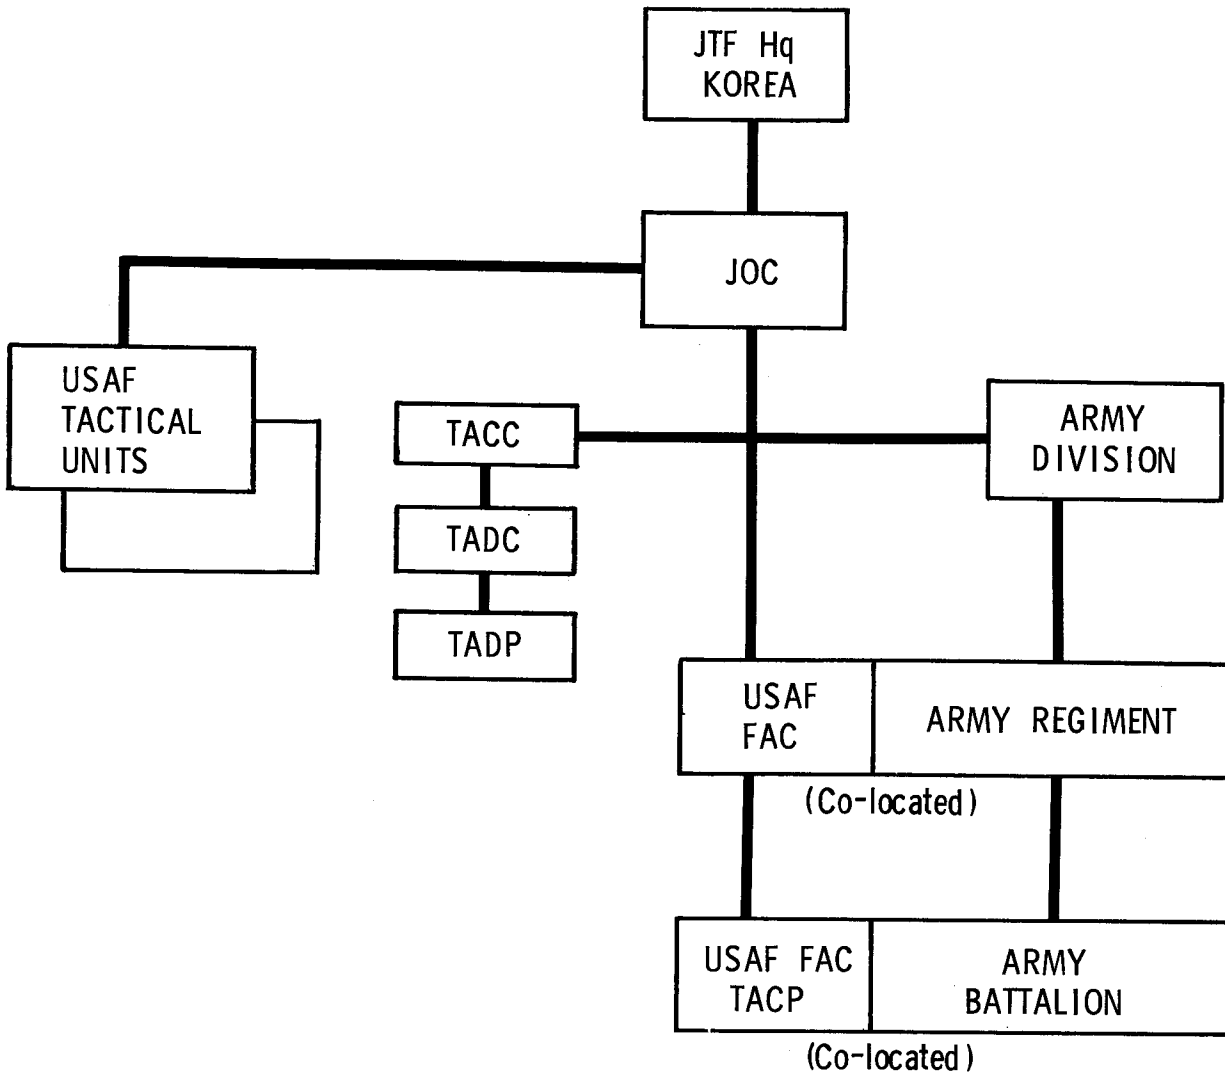 JTF Hq
KOREA
JOC
USAF
TACTICAL
UNITS
TACC
ARMY
DIVISION
TADC
TADP
USAF
FAC
ARMY REGIMENT
(Co-located)
USAF FAC
TACP
ARMY
BATTALION
(Co-located)